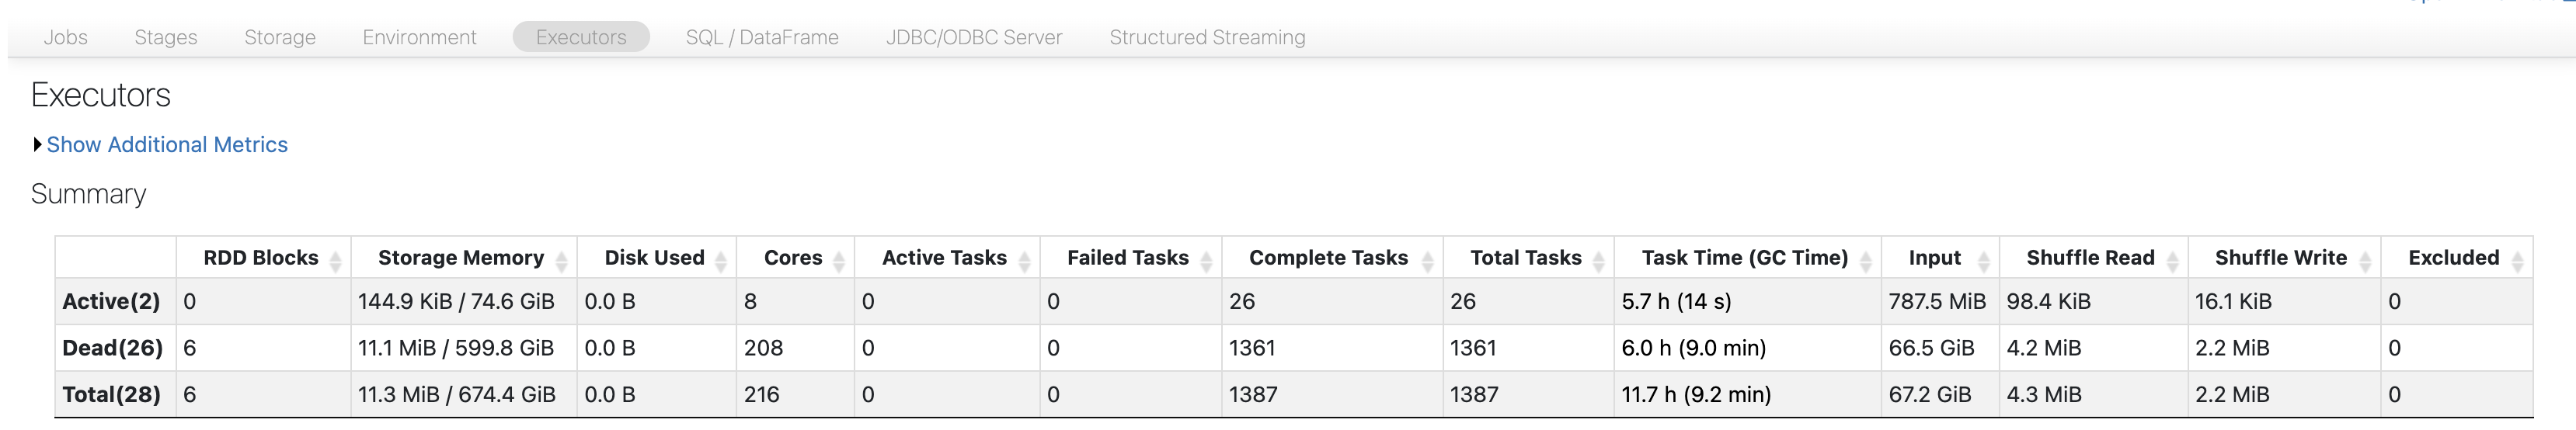 Jobs Stages Storage Environment Executors SQL / DataFrame JDBC/ODBC Server Structured Streaming
Executors
Show Additional Metrics
Summary
RDD Blocks Storage Memory Disk Used Cores Active Tasks Failed Tasks Complete Tasks Total Tasks Task Time (GC Time) Input Shuffle Read Shuffle Write Excluded
Active(2) 0 144.9 KiB / 74.6 GiB 0.0 B 8 0 0 26 26 5.7 h (14 s) 787.5 MiB 98.4 KiB 16.1 KiB 0
Dead(26) 6 11.1 MiB / 599.8 GiB 0.0 B 208 0 0 1361 1361 6.0 h (9.0 min) 66.5 GiB 4.2 MiB 2.2 MiB 0
Total(28) 6 11.3 MiB / 674.4 GiB 0.0 B 216 0 0 1387 1387 11.7 h (9.2 min) 67.2 GiB 4.3 MiB 2.2 MiB 0